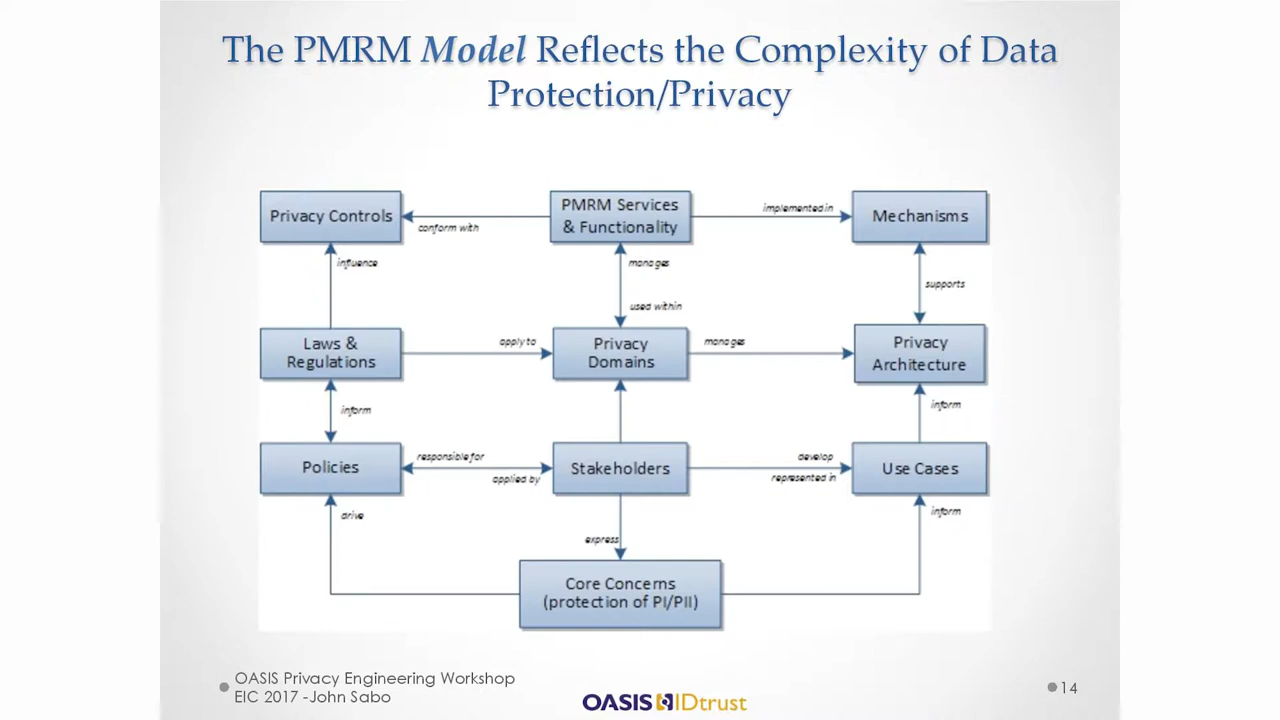 The PMRM Model Reflects the Complexity of Data
Protection/Privacy
Privacy Controls
conform with
PMRM Services
& Functionality
implemented in
Mechanisms
influence
manages
used within
supports
Laws &
Regulations
apply to
Privacy
Domains
manages
Privacy
Architecture
inform
inform
Policies
responsible for
applied by
Stakeholders
develop
represented in
Use Cases
drive
express
inform
Core Concerns
(protection of PI/PII)
OASIS Privacy Engineering Workshop
EIC 2017 -John Sabo
OASIS IDtrust
14